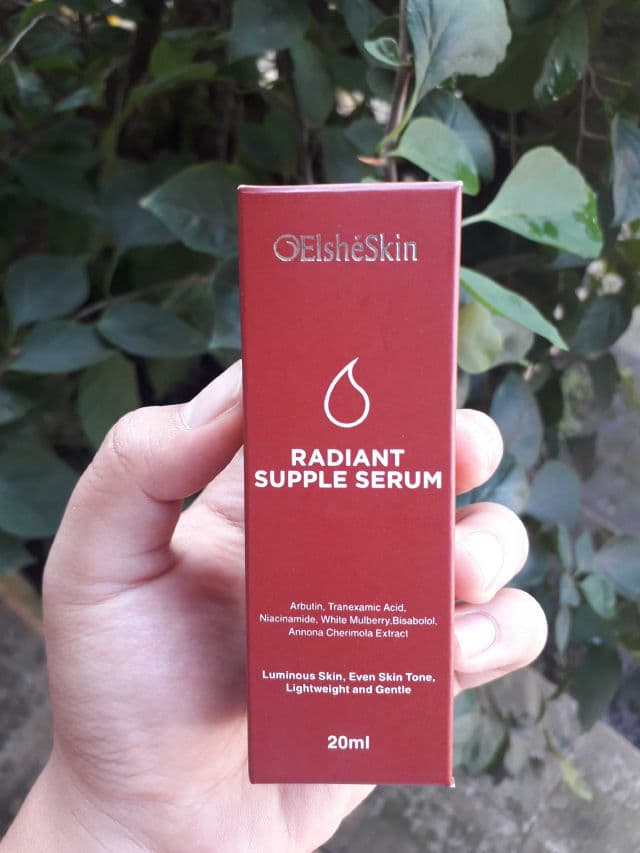 ElshéSkin
RADIANT
SUPPLE SERUM
Arbutin, Tranexamic Acid,
Niacinamide, White Mulberry,Bisabolol,
Annona Cherimola Extract
Luminous Skin, Even Skin Tone,
Lightweight and Gentle
20ml